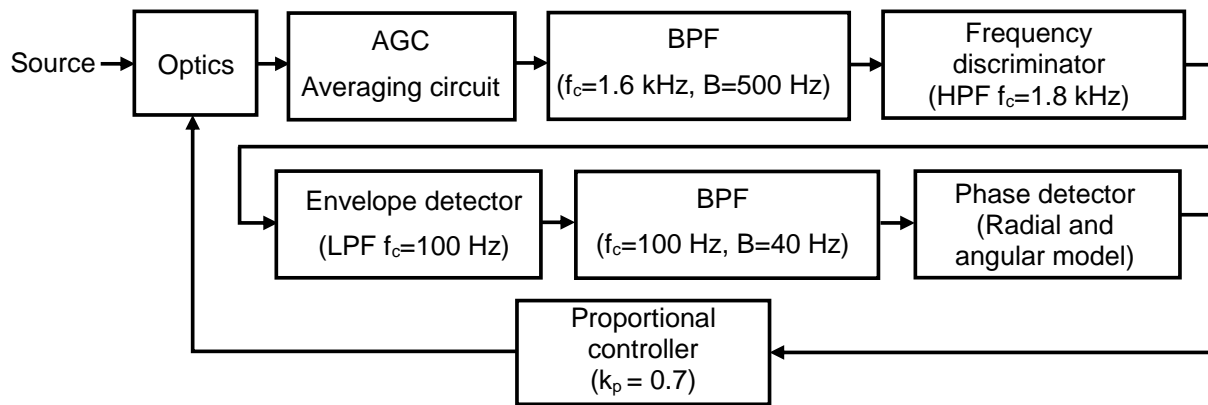 Source
Optics
AGC
Averaging circuit
BPF
(fc=1.6 kHz, B=500 Hz)
Frequency
discriminator
(HPF fc=1.8 kHz)
Envelope detector
(LPF fc=100 Hz)
BPF
(fc=100 Hz, B=40 Hz)
Phase detector
(Radial and
angular model)
Proportional
controller
(kp = 0.7)